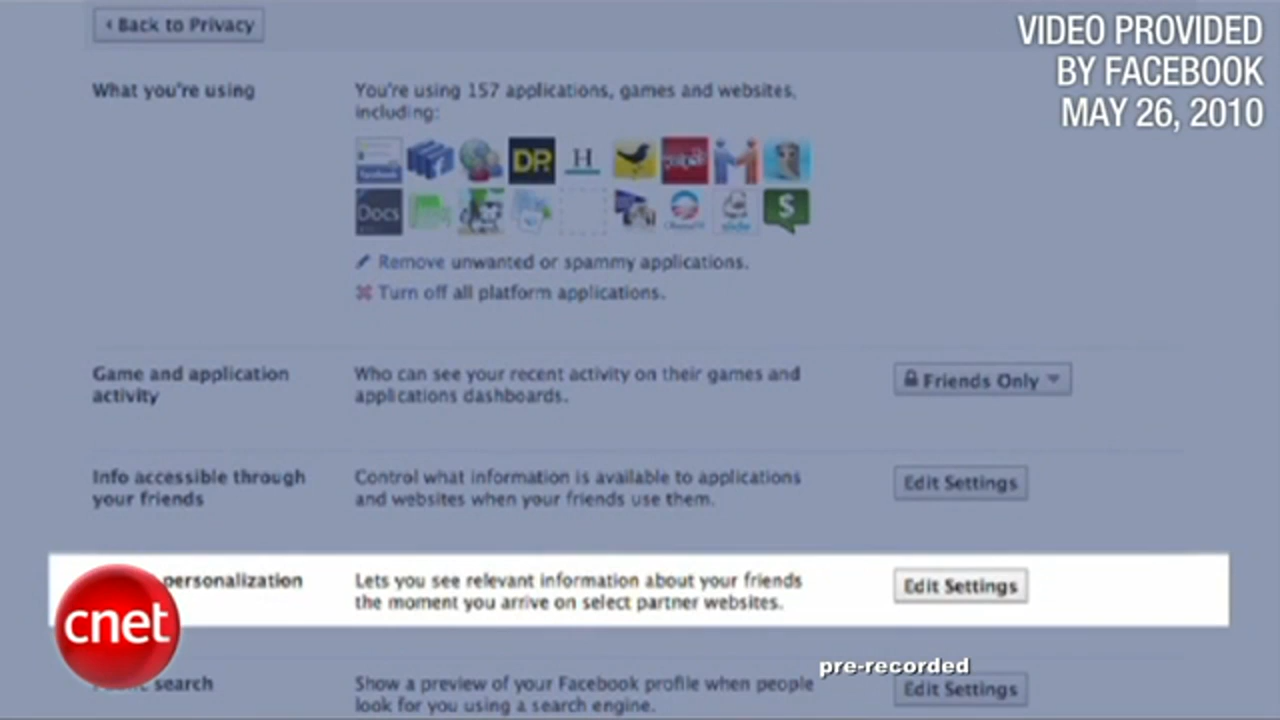 Back to Privacy
VIDEO PROVIDED
BY FACEBOOK
MAY 26, 2010
What you're using
You're using 157 applications, games and websites,
including:
facebook
DP.
H
yelp
Docs
$
Remove unwanted or spammy applications.
Turn off all platform applications.
Game and application
activity
Who can see your recent activity on their games and
applications dashboards.
Friends Only
Info accessible through
your friends
Control what information is available to applications
and websites when your friends use them.
Edit Settings
personalization
Lets you see relevant information about your friends
the moment you arrive on select partner websites.
Edit Settings
cnet
pre-recorded
search
Show a preview of your Facebook profile when people
look for you using a search engine.
Edit Settings